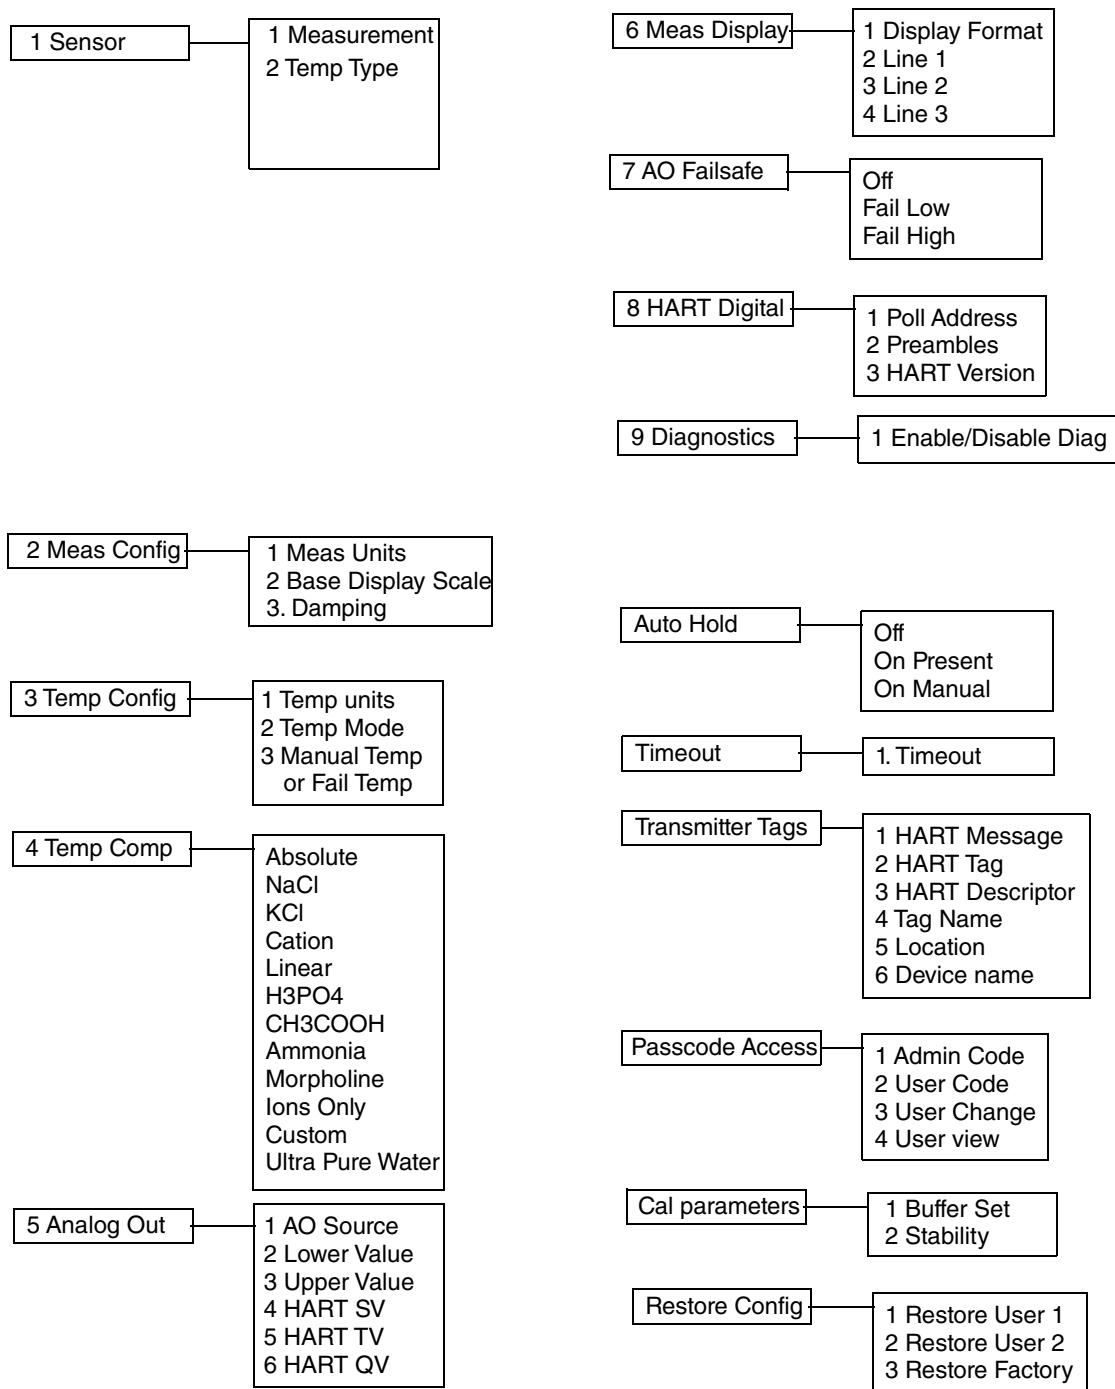 1 Sensor
1 Measurement
2 Temp Type
2 Meas Config
1 Meas Units
2 Base Display Scale
3. Damping
3 Temp Config
1 Temp units
2 Temp Mode
3 Manual Temp
or Fail Temp
4 Temp Comp
Absolute
NaCl
KCl
Cation
Linear
H3PO4
CH3COOH
Ammonia
Morpholine
Ions Only
Custom
Ultra Pure Water
5 Analog Out
1 AO Source
2 Lower Value
3 Upper Value
4 HART SV
5 HART TV
6 HART QV
6 Meas Display
1 Display Format
2 Line 1
3 Line 2
4 Line 3
7 AO Failsafe
Off
Fail Low
Fail High
8 HART Digital
1 Poll Address
2 Preambles
3 HART Version
9 Diagnostics
1 Enable/Disable Diag
Auto Hold
Off
On Present
On Manual
Timeout
1. Timeout
Transmitter Tags
1 HART Message
2 HART Tag
3 HART Descriptor
4 Tag Name
5 Location
6 Device name
Passcode Access
1 Admin Code
2 User Code
3 User Change
4 User view
Cal parameters
1 Buffer Set
2 Stability
Restore Config
1 Restore User 1
2 Restore User 2
3 Restore Factory